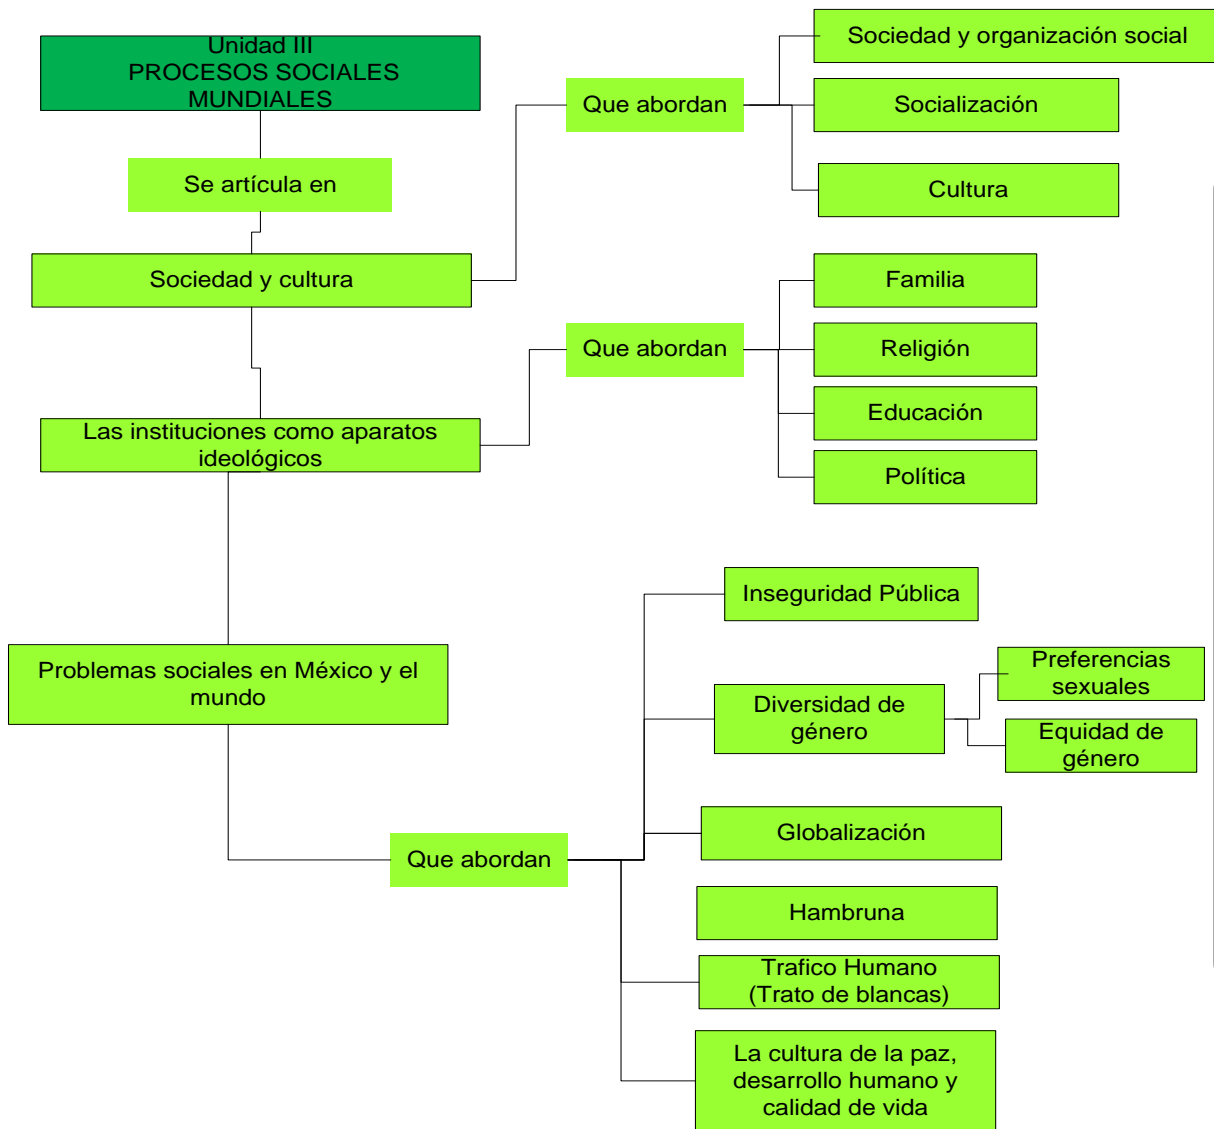 Unidad III
PROCESOS SOCIALES
MUNDIALES
Se artícula en
Sociedad y cultura
Que abordan
Sociedad y organización social
Socialización
Cultura
Las instituciones como aparatos
ideológicos
Que abordan
Familia
Religión
Educación
Política
Problemas sociales en México y el
mundo
Que abordan
Inseguridad Pública
Diversidad de
género
Preferencias
sexuales
Equidad de
género
Globalización
Hambruna
Trafico Humano
(Trato de blancas)
La cultura de la paz,
desarrollo humano y
calidad de vida